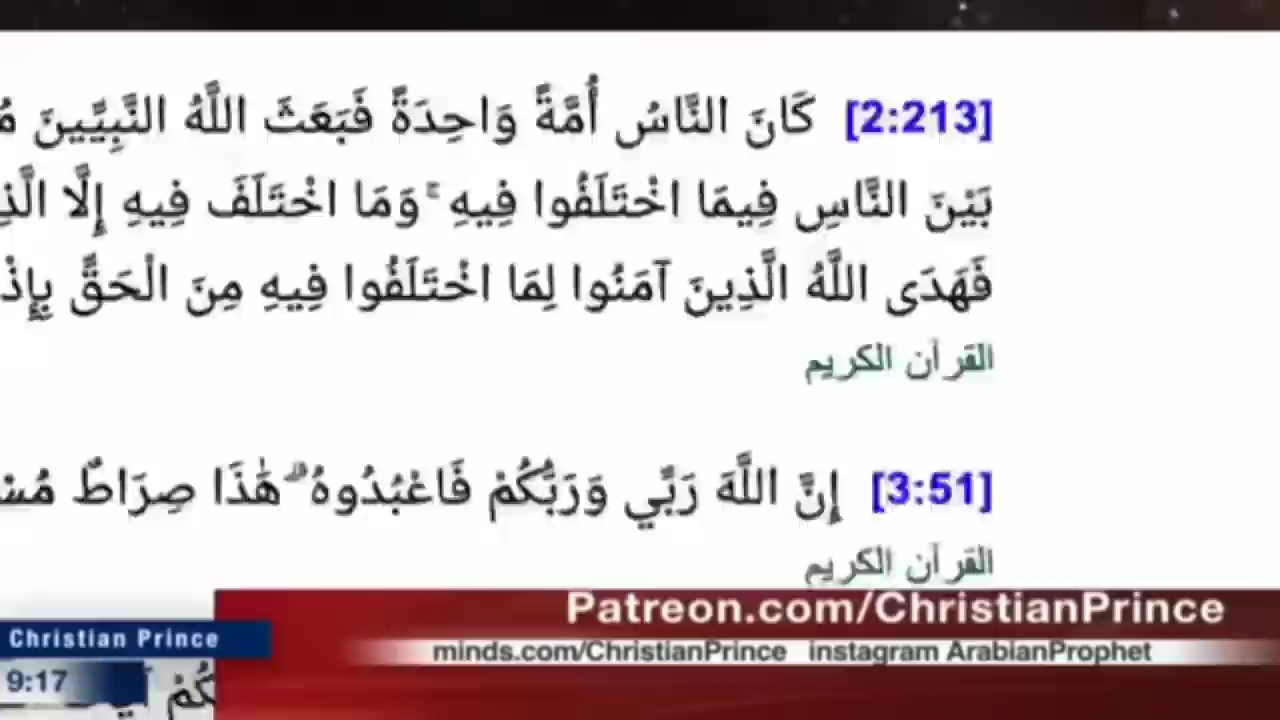 [2:213] كَانَ النَّاسُ أُمَّةً وَاحِدَةً فَبَعَثَ اللَّهُ النَّبِيِّينَ
بَيْنَ النَّاسِ فِيمَا اخْتَلَفُوا فِيهِ ۚ وَمَا اخْتَلَفَ فِيهِ إِلَّا
فَهَدَى اللَّهُ الَّذِينَ آمَنُوا لِمَا اخْتَلَفُوا فِيهِ مِنَ الْحَقِّ
القرآن الكريم
[3:51] إِنَّ اللَّهَ رَبِّي وَرَبُّكُمْ فَاعْبُدُوهُ ۗ هَٰذَا صِرَاطٌ
القرآن الكريم
Patreon.com/ChristianPrince
Christian Prince
minds.com/ChristianPrince instagram ArabianProphet
9:17